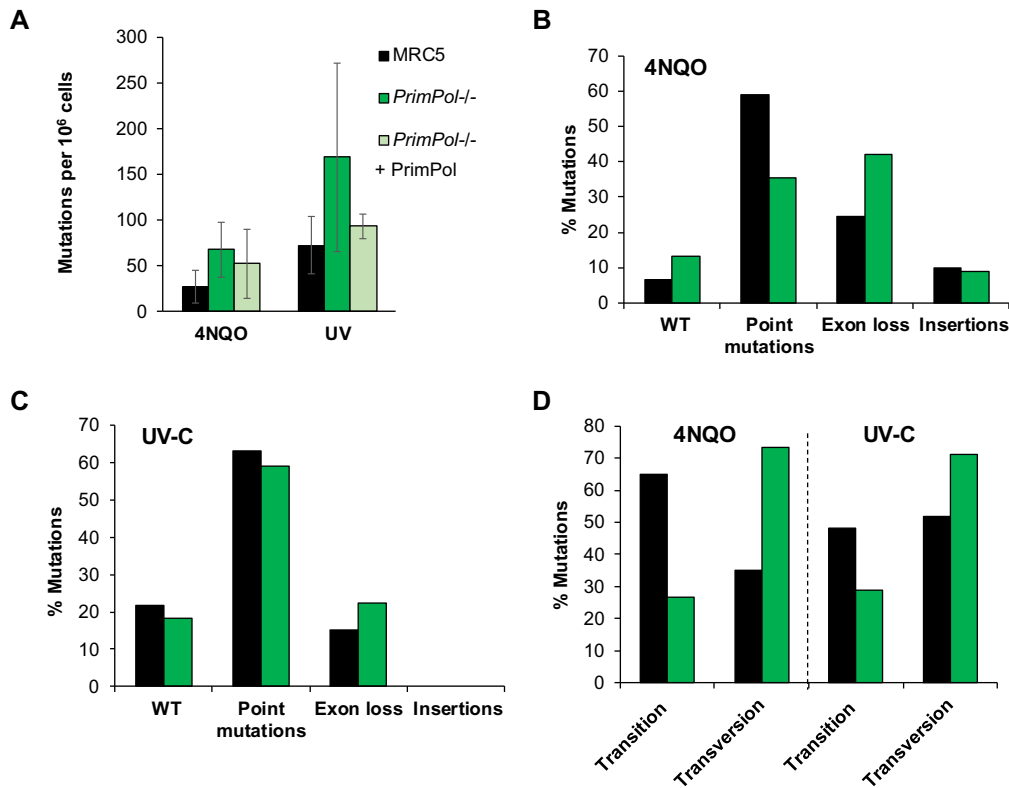 A
Mutations per 10⁶ cells
300
250
200
150
100
50
0
4NQO
UV
MRC5
PrimPol-/-
PrimPol-/-
+ PrimPol
B
4NQO
% Mutations
70
60
50
40
30
20
10
0
WT
Point
mutations
Exon loss
Insertions
C
UV-C
% Mutations
70
60
50
40
30
20
10
0
WT
Point
mutations
Exon loss
Insertions
D
4NQO
UV-C
% Mutations
80
70
60
50
40
30
20
10
0
Transition
Transversion
Transition
Transversion